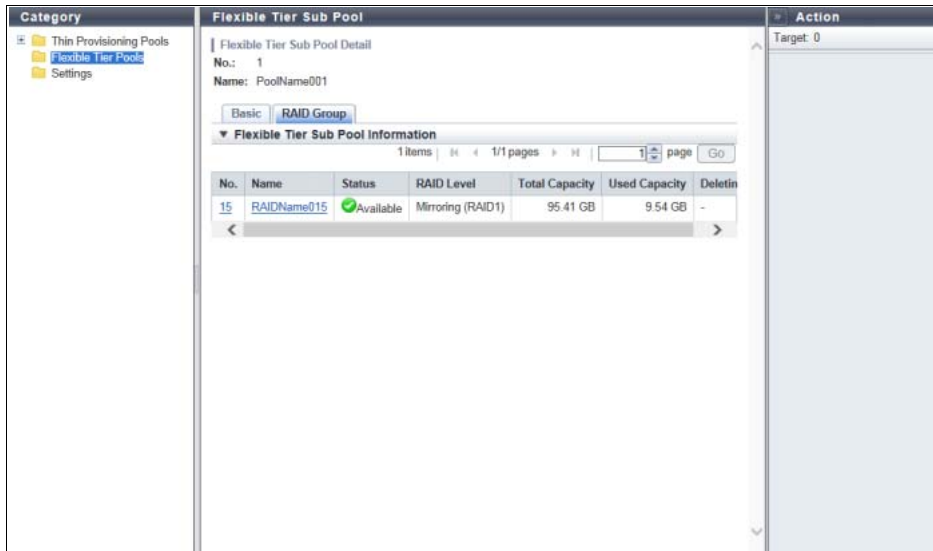 Category
Thin Provisioning Pools
Flexible Tier Pools
Settings
Flexible Tier Sub Pool
Flexible Tier Sub Pool Detail
No.: 1
Name: PoolName001
Basic RAID Group
Flexible Tier Sub Pool Information
1 items 1/1 pages 1 page Go
No. Name Status RAID Level Total Capacity Used Capacity Deletin
15 RAIDName015 Available Mirroring (RAID1) 95.41 GB 9.54 GB -
Action
Target: 0